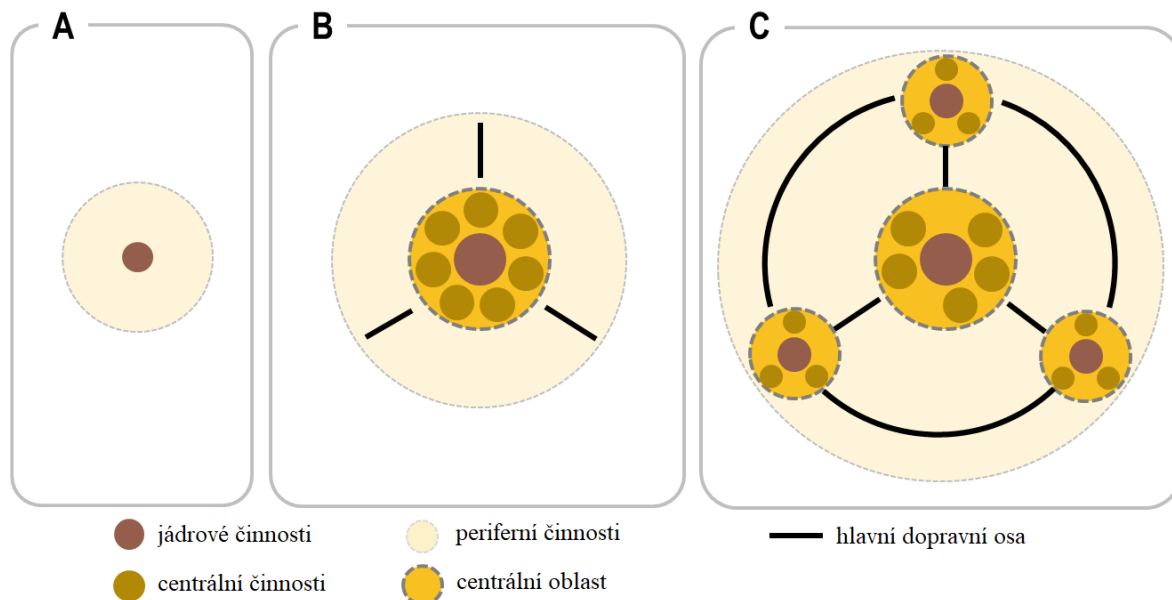 A
B
C
jádrové činnosti
periferní činnosti
hlavní dopravní osa
centrální činnosti
centrální oblast